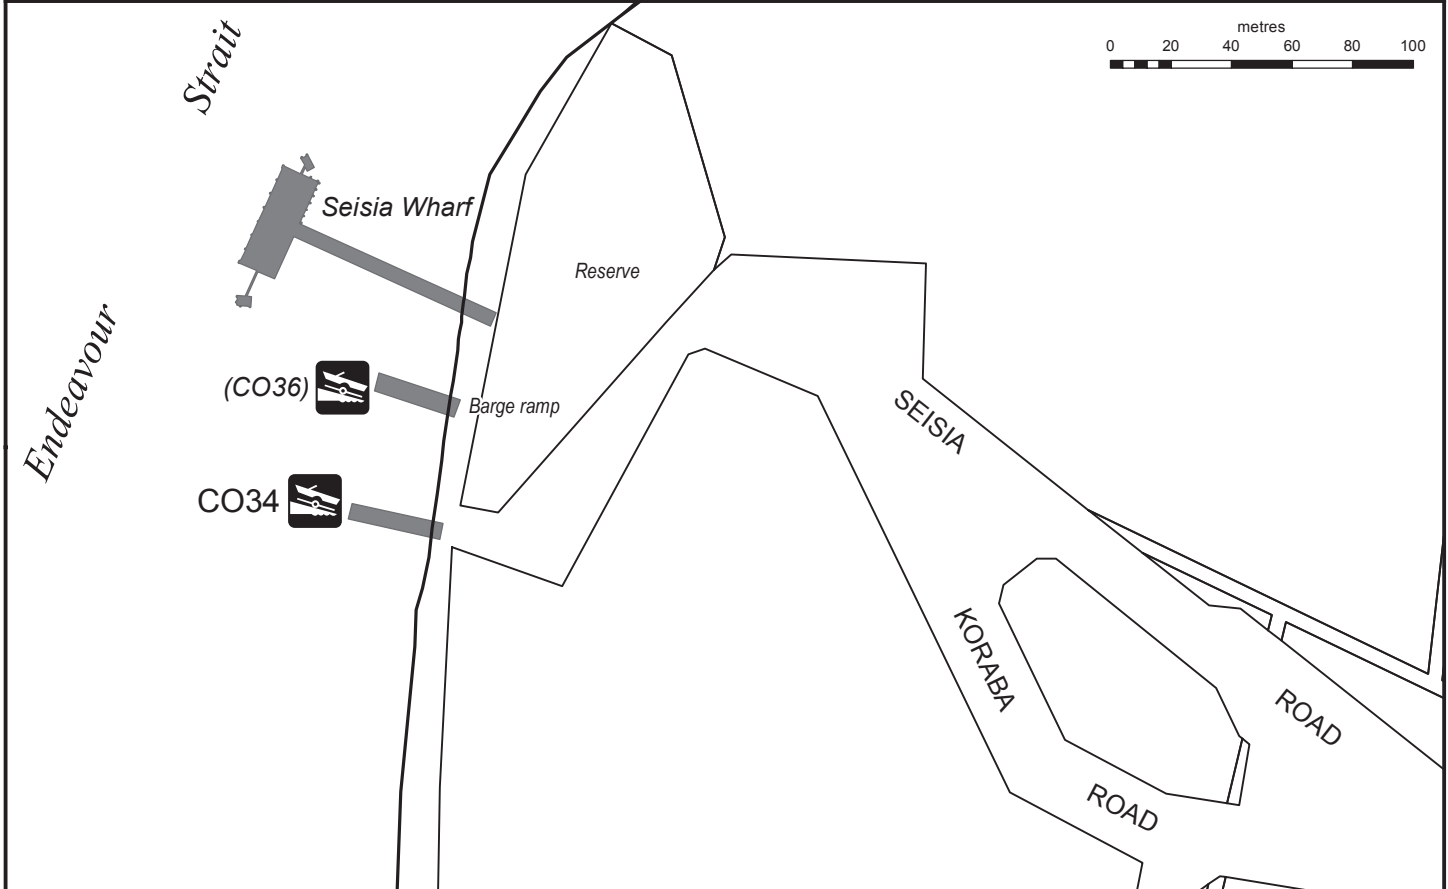 Strait
metres
0 20 40 60 80 100
Seisia Wharf
Reserve
Endeavour
(CO36)
Barge ramp
SEISIA
CO34
KORABA
ROAD
ROAD